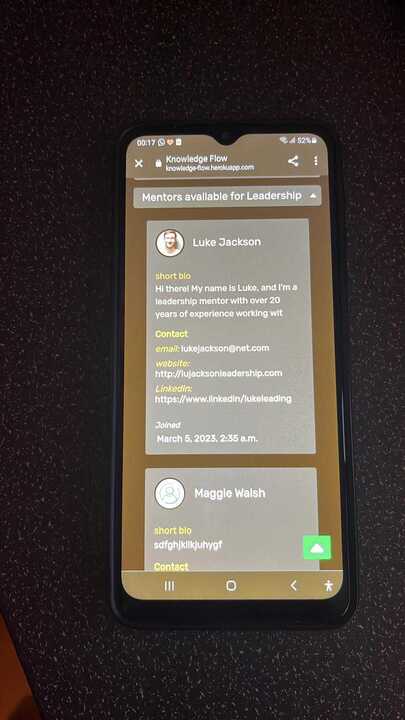 00:17 52%
Knowledge Flow
knowledge-flow.herokuapp.com
Mentors available for Leadership
Luke Jackson
short bio
Hi there! My name is Luke, and I'm a
leadership mentor with over 20
years of experience working wit
Contact
email: lukejackson@net.com
website:
http://lujacksonleadership.com
Linkedin:
https://www.linkedin/lukeleading
Joined
March 5, 2023, 2:35 a.m.
Maggie Walsh
short bio
sdfghjkllkjuhygf
Contact